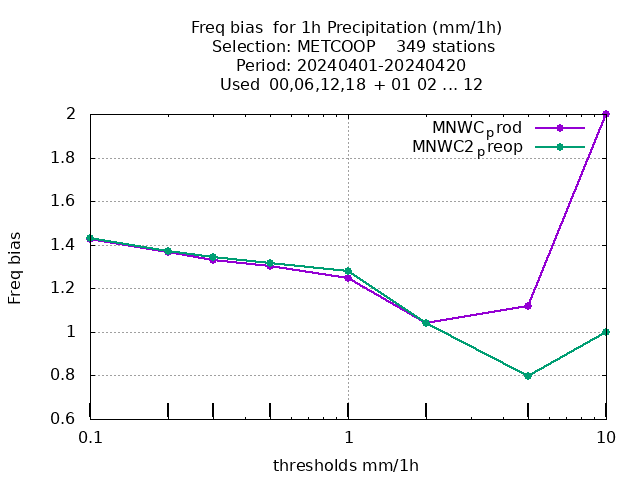 Freq bias  for 1h Precipitation (mm/1h)
Selection: METCOOP    349 stations
Period: 20240401-20240420
Used  00,06,12,18  + 01 02 ... 12
MNWCprod
MNWC2preop
2
1.8
1.6
1.4
1.2
1
0.8
0.6
Freq bias
0.1 1 10
thresholds mm/1h